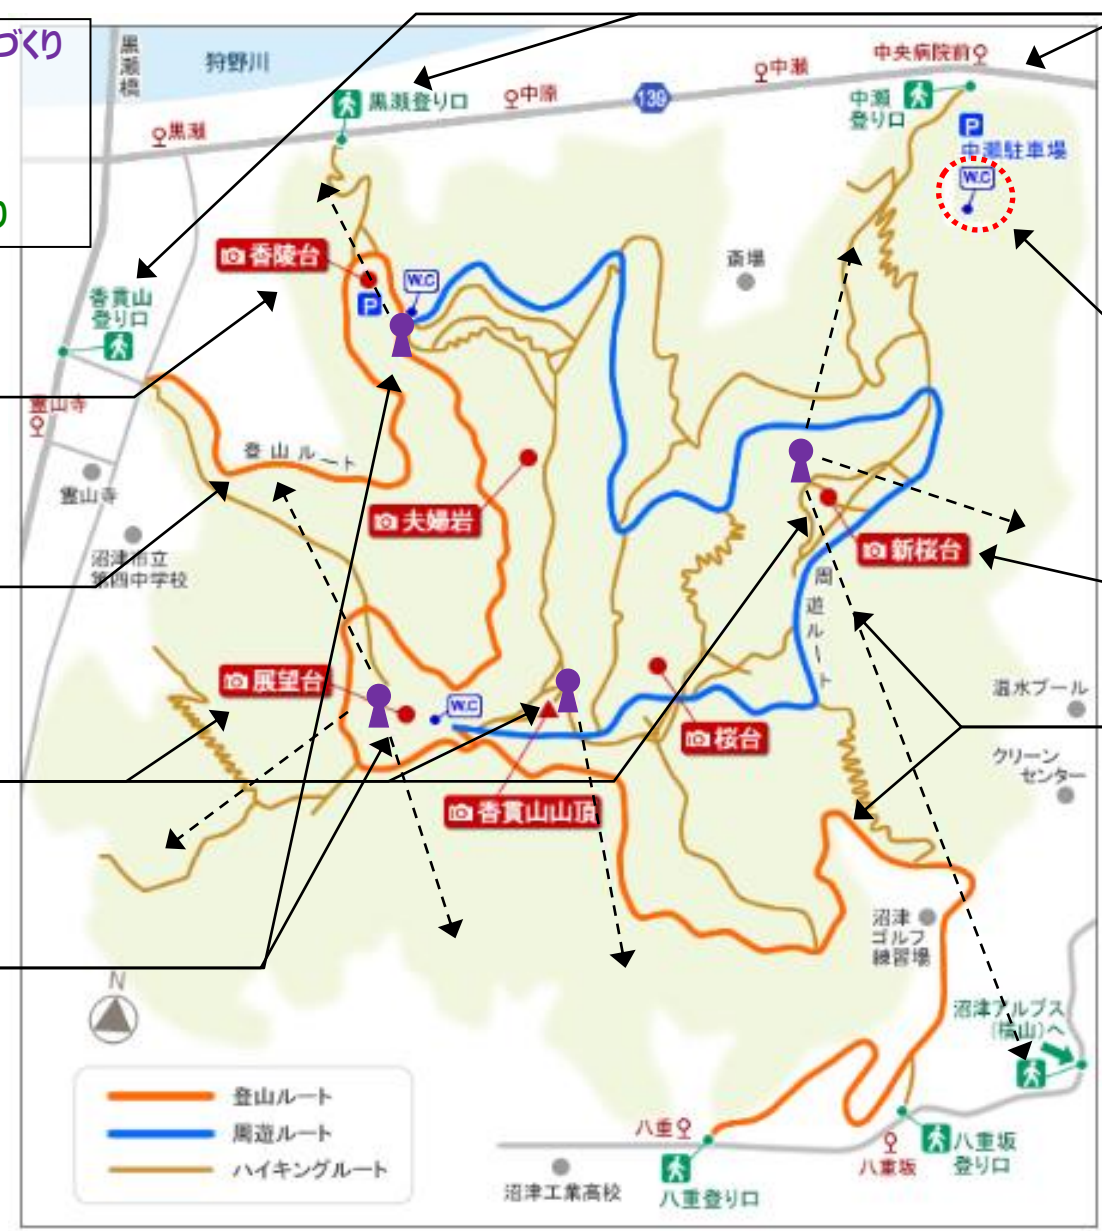 づくり
り
黒瀬橋
狩野川
中央病院前
中瀬
139
中原
黒瀬登り口
黒瀬
中瀬
登り口
P
中瀬駐車場
W.C
香陵台
W.C
P
斎場
香貫山
登り口
霊山寺
登山ルート
霊山寺
夫婦岩
新桜台
沼津市立
第四中学校
周遊ルート
展望台
W.C
桜台
温水プール
クリーン
センター
香貫山山頂
沼津
ゴルフ
練習場
N
沼津アルプス
(横山)へ
登山ルート
周遊ルート
ハイキングルート
八重
八重坂
八重坂
登り口
沼津工業高校
八重登り口